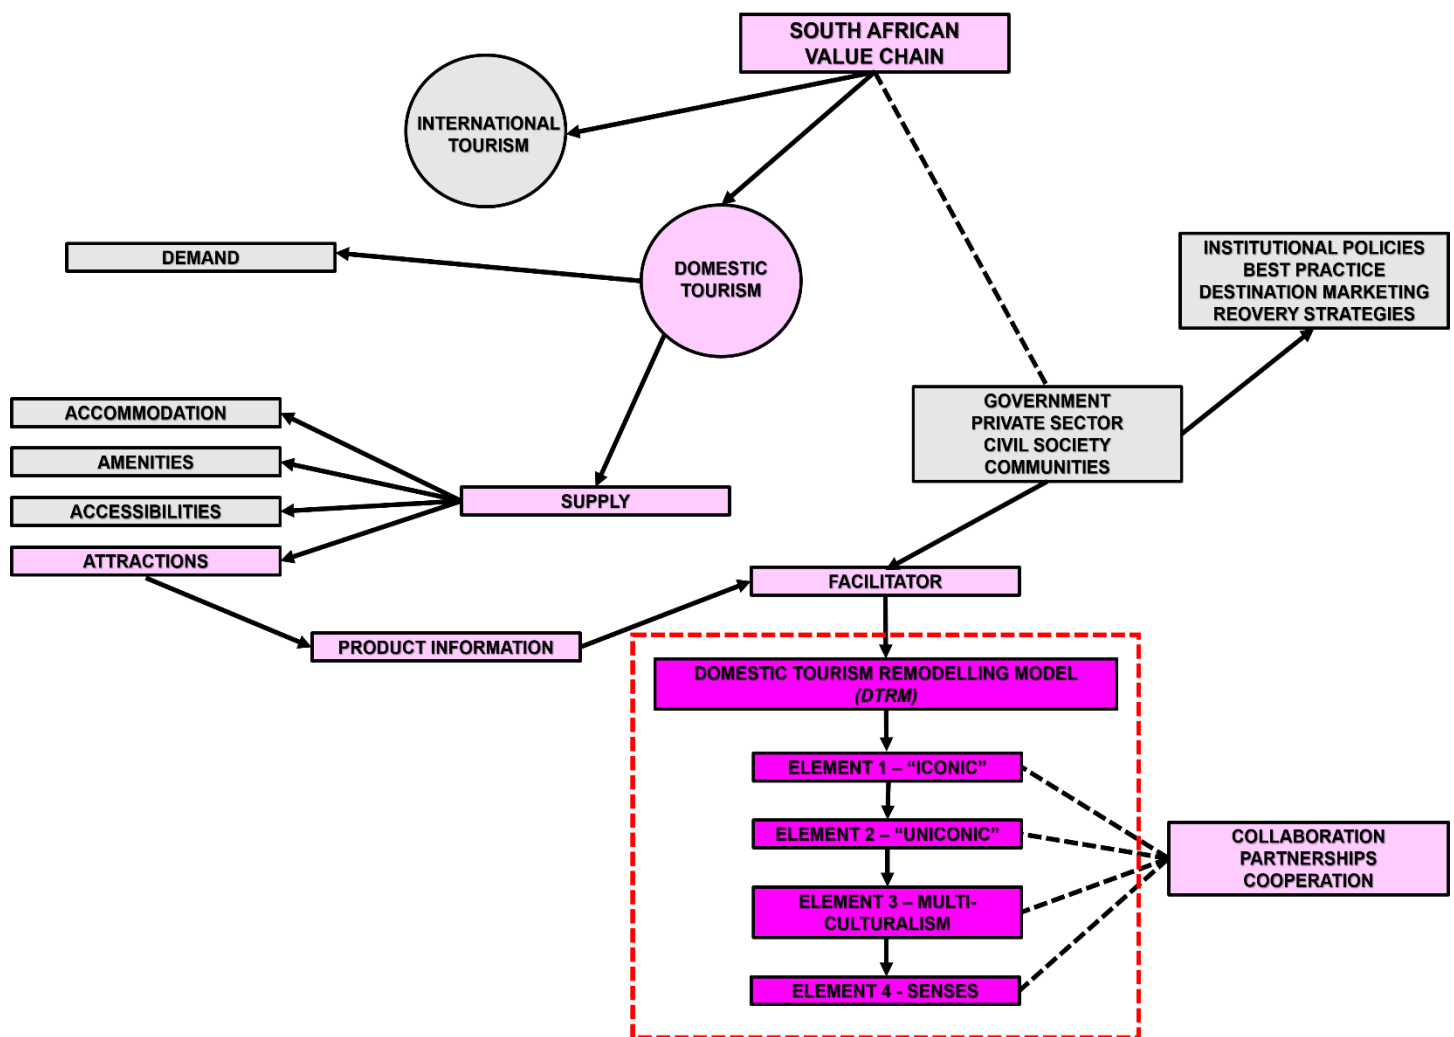 SOUTH AFRICAN
VALUE CHAIN
INTERNATIONAL
TOURISM
DOMESTIC
TOURISM
DEMAND
INSTITUTIONAL POLICIES
BEST PRACTICE
DESTINATION MARKETING
REOVERY STRATEGIES
GOVERNMENT
PRIVATE SECTOR
CIVIL SOCIETY
COMMUNITIES
ACCOMMODATION
AMENITIES
ACCESSIBILITIES
ATTRACTIONS
SUPPLY
FACILITATOR
PRODUCT INFORMATION
DOMESTIC TOURISM REMODELLING MODEL
(DTRM)
ELEMENT 1 – “ICONIC”
ELEMENT 2 – “UNICONIC”
ELEMENT 3 – MULTI-
CULTURALISM
ELEMENT 4 - SENSES
COLLABORATION
PARTNERSHIPS
COOPERATION